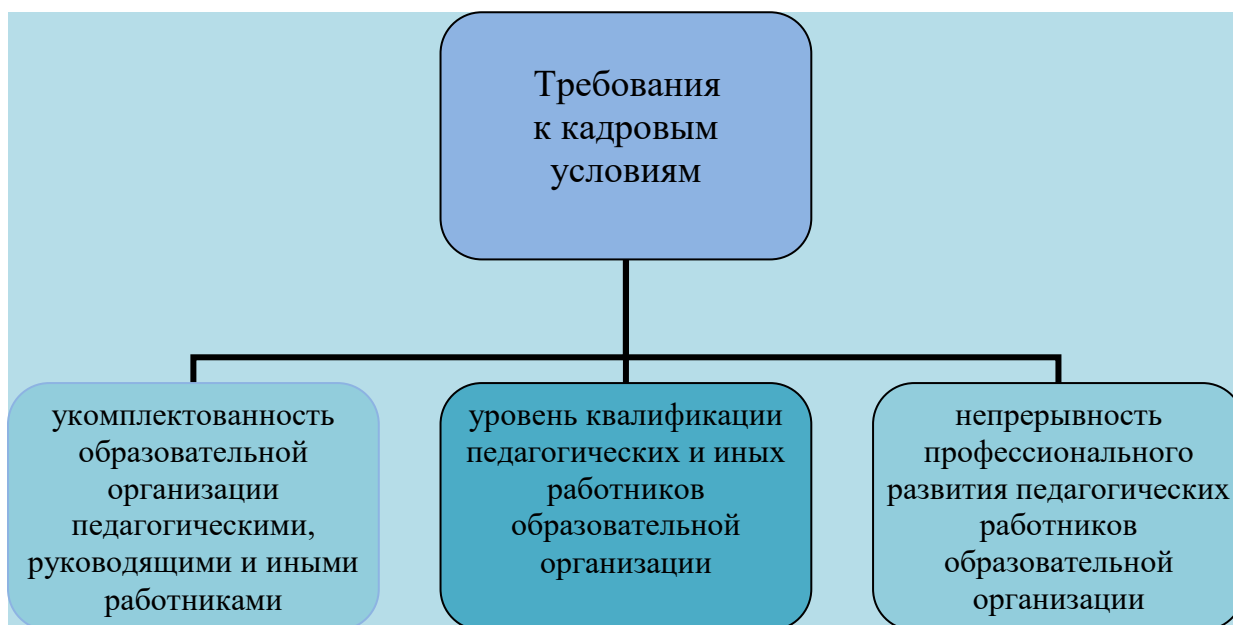 Требования
к кадровым
условиям
укомплектованность
образовательной
организации
педагогическими,
руководящими и иными
работниками
уровень квалификации
педагогических и иных
работников
образовательной
организации
непрерывность
профессионального
развития педагогических
работников
образовательной
организации